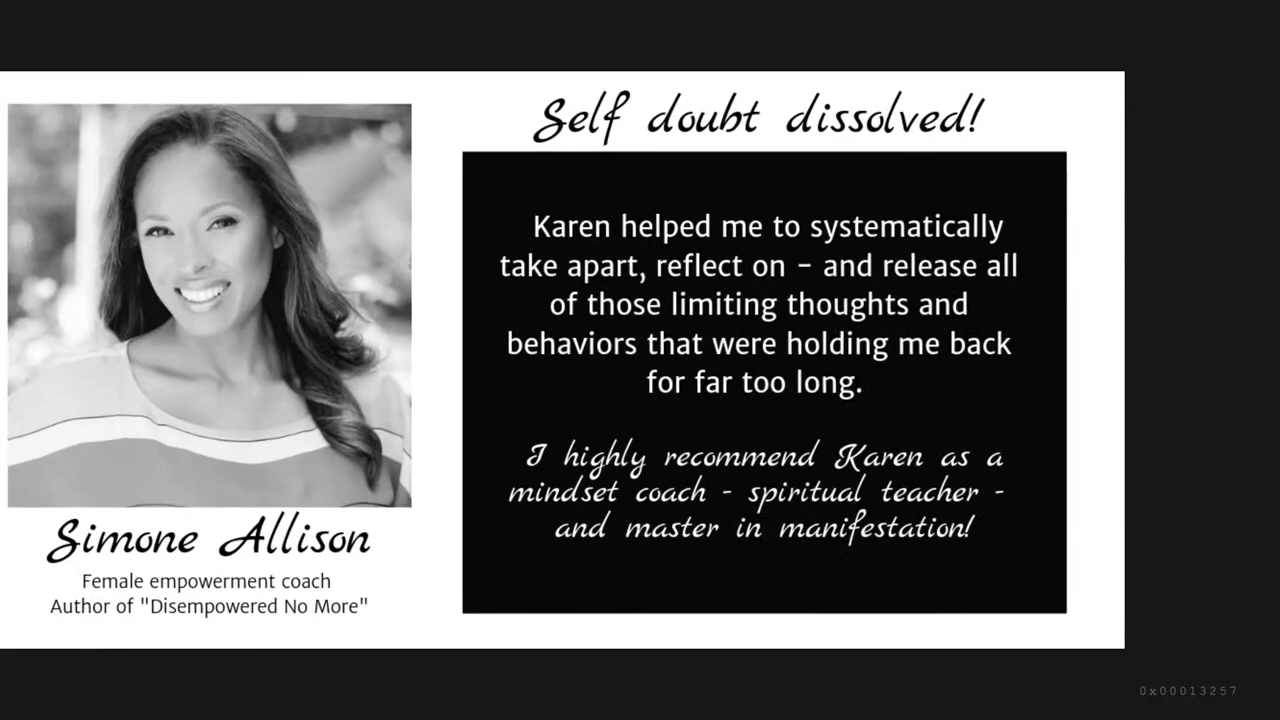 Self doubt dissolved!
Karen helped me to systematically
take apart, reflect on - and release all
of those limiting thoughts and
behaviors that were holding me back
for far too long.
I highly recommend Karen as a
mindset coach - spiritual teacher -
and master in manifestation!
Simone Allison
Female empowerment coach
Author of "Disempowered No More"
0x00013257